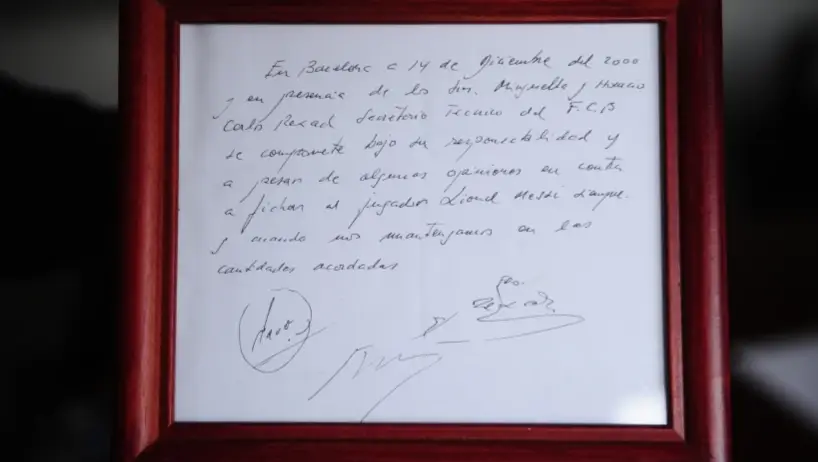 En Barcelona a 14 de Diciembre del 2000
y en presencia de los Srs. Minguella y Horacio
Carlos Rexach Secretario Técnico del F.C.B
se compromete bajo su responsabilidad y
a pesar de algunas opiniones en contra
a fichar al jugador Lionel Messi siempre
y cuando nos mantengamos en las
cantidades acordadas